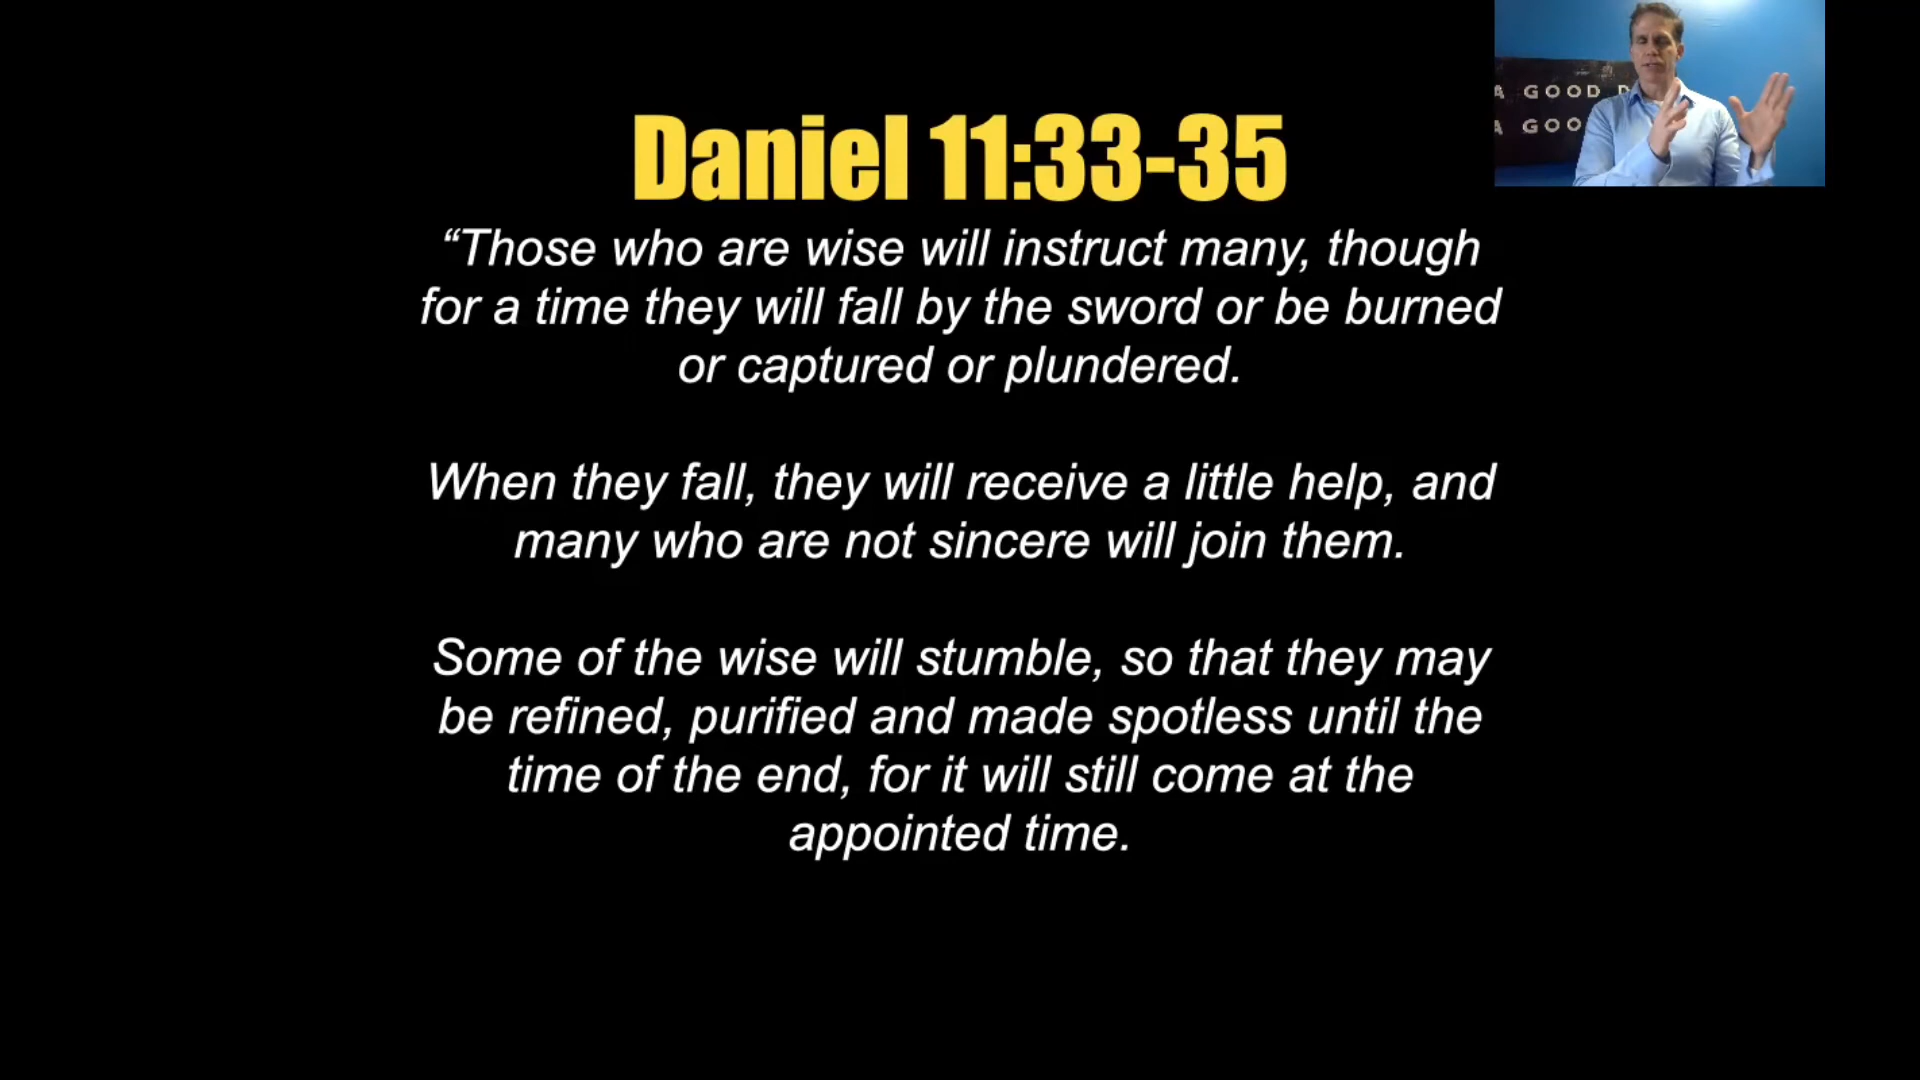 Daniel 11:33-35
“Those who are wise will instruct many, though
for a time they will fall by the sword or be burned
or captured or plundered.
When they fall, they will receive a little help, and
many who are not sincere will join them.
Some of the wise will stumble, so that they may
be refined, purified and made spotless until the
time of the end, for it will still come at the
appointed time.
A GOOD
A